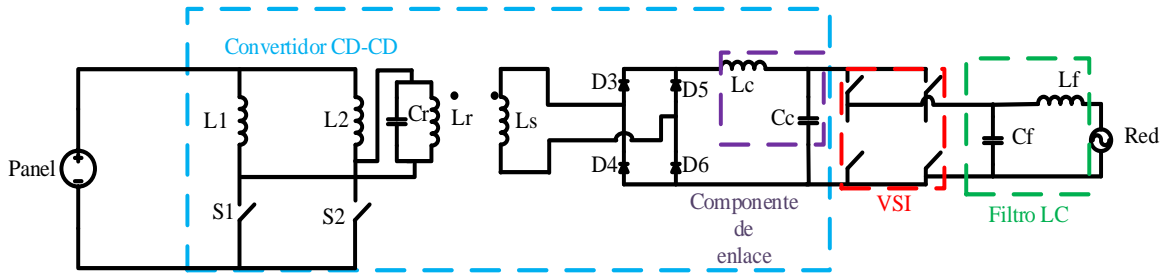 Convertidor CD-CD
Panel
L1
L2
Cr
Lr
Ls
S1
S2
D3
D5
D4
D6
Lc
Cc
Componente
de
enlace
VSI
Cf
Lf
Red
Filtro LC